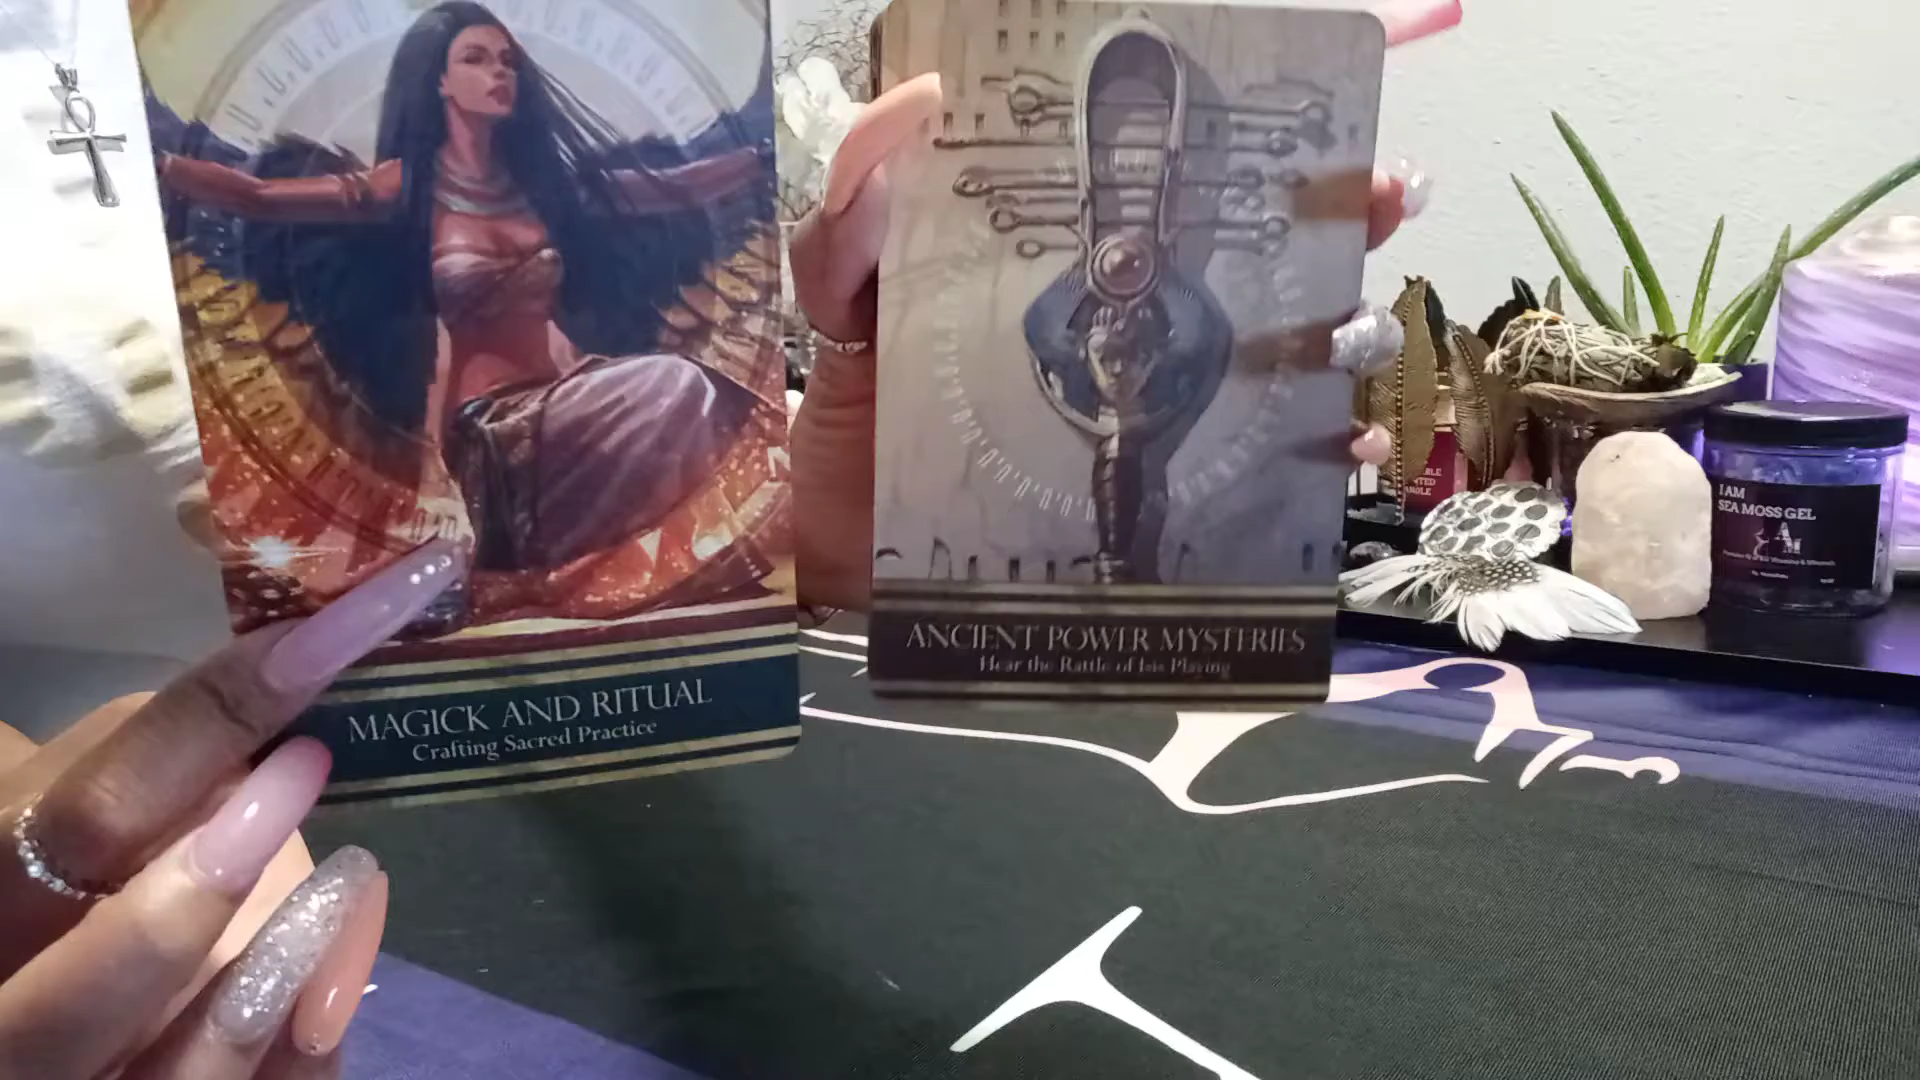 MAGICK AND RITUAL
Crafting Sacred Practice
ANCIENT POWER MYSTERIES
Hear the Rattle of Isis Playing
I AM
SEA MOSS GEL